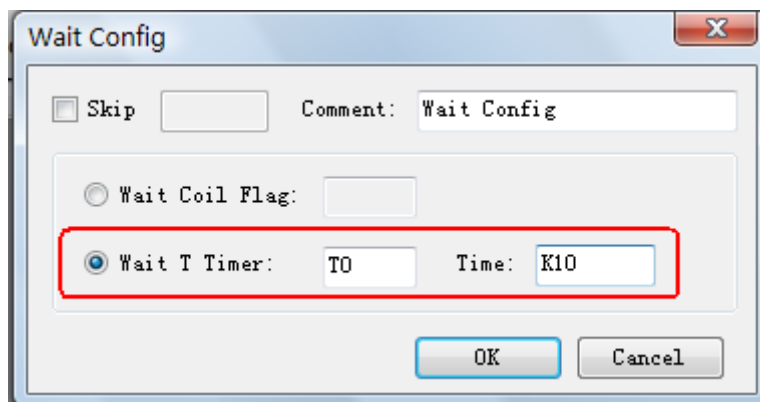 Wait Config
Skip Comment: Wait Config
Wait Coil Flag:
Wait T Timer: T0 Time: K10
OK Cancel